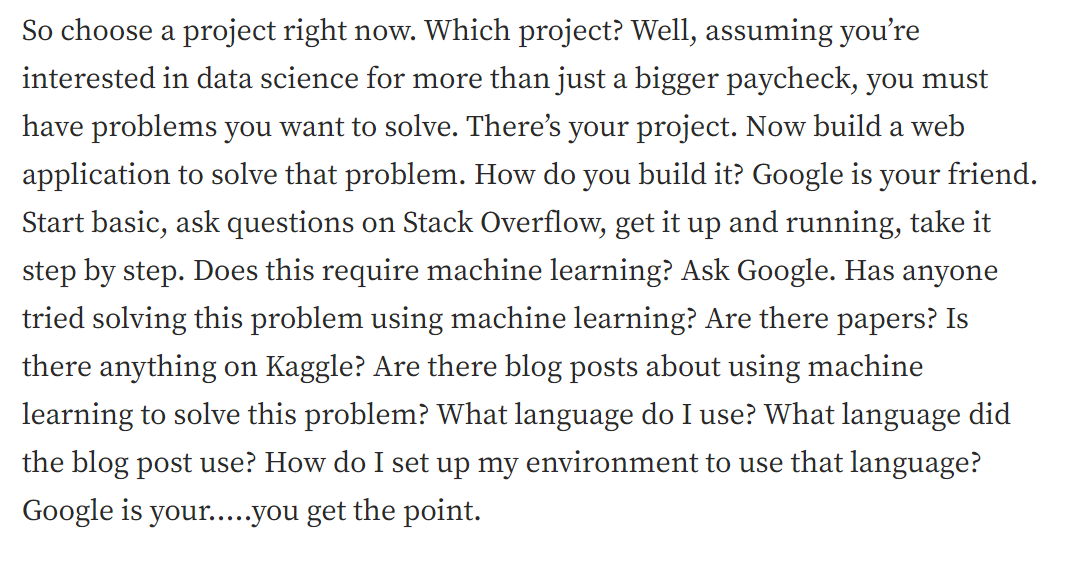 So choose a project right now. Which project? Well, assuming you’re
interested in data science for more than just a bigger paycheck, you must
have problems you want to solve. There’s your project. Now build a web
application to solve that problem. How do you build it? Google is your friend.
Start basic, ask questions on Stack Overflow, get it up and running, take it
step by step. Does this require machine learning? Ask Google. Has anyone
tried solving this problem using machine learning? Are there papers? Is
there anything on Kaggle? Are there blog posts about using machine
learning to solve this problem? What language do I use? What language did
the blog post use? How do I set up my environment to use that language?
Google is your.....you get the point.